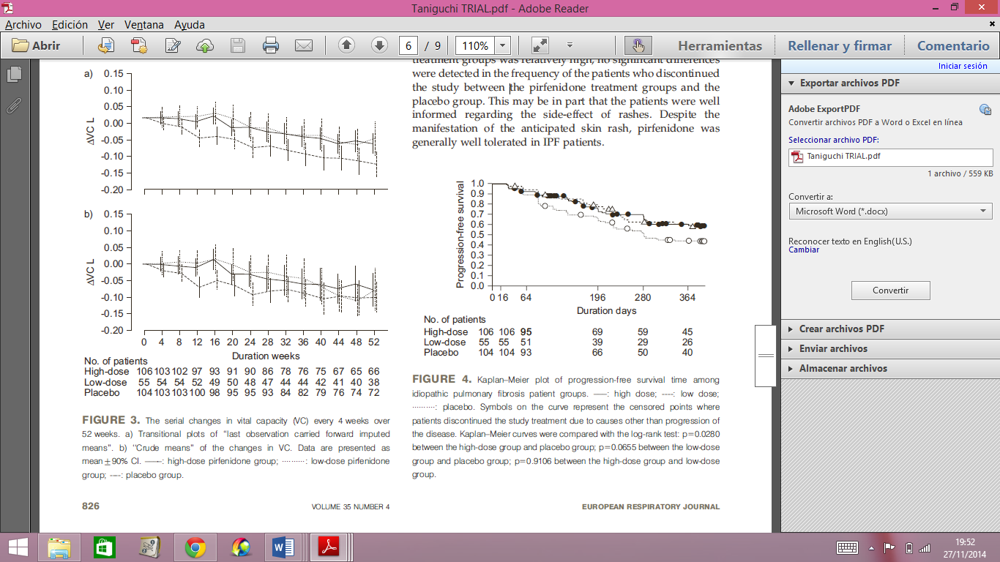 Taniguchi TRIAL.pdf - Adobe Reader
Archivo Edición Ver Ventana Ayuda
Abrir 6 / 9 110% Herramientas Rellenar y firmar Comentario
a) 0.15
0.10
0.05
0.00
-0.05
-0.10
-0.15
-0.20
ΔVC L
b) 0.15
0.10
0.05
0.00
-0.05
-0.10
-0.15
-0.20
ΔVC L
0 4 8 12 16 20 24 28 32 36 40 44 48 52
Duration weeks
No. of patients
High-dose 106 103 102 97 93 91 90 86 78 76 75 67 65 66
Low-dose 55 54 54 52 49 50 48 47 44 44 42 41 40 38
Placebo 104 103 103 100 98 95 95 93 84 82 79 76 74 72
FIGURE 3. The serial changes in vital capacity (VC) every 4 weeks over
52 weeks. a) Transitional plots of "last observation carried forward imputed
means". b) "Crude means" of the changes in VC. Data are presented as
mean±90% CI. ——: high-dose pirfenidone group; ··········: low-dose pirfenidone
group; ----: placebo group.
treatment groups was relatively high, no significant differences
were detected in the frequency of the patients who discontinued
the study between the pirfenidone treatment groups and the
placebo group. This may be in part that the patients were well
informed regarding the side-effect of rashes. Despite the
manifestation of the anticipated skin rash, pirfenidone was
generally well tolerated in IPF patients.
Progression-free survival
1.0
0.9
0.8
0.7
0.6
0.5
0.4
0.3
0.2
0.1
0.0
0 16 64 196 280 364
Duration days
No. of patients
High-dose 106 106 95 69 59 45
Low-dose 55 55 51 39 29 26
Placebo 104 104 93 66 50 40
FIGURE 4. Kaplan–Meier plot of progression-free survival time among
idiopathic pulmonary fibrosis patient groups. ——: high dose; ----: low dose;
··········: placebo. Symbols on the curve represent the censored points where
patients discontinued the study treatment due to causes other than progression of
the disease. Kaplan–Meier curves were compared with the log-rank test: p=0.0280
between the high-dose group and placebo group; p=0.0655 between the low-dose
group and placebo group; p=0.9106 between the high-dose group and low-dose
group.
826 VOLUME 35 NUMBER 4 EUROPEAN RESPIRATORY JOURNAL
Iniciar sesión
Exportar archivos PDF
Adobe ExportPDF
Convertir archivos PDF a Word o Excel en línea
Seleccionar archivo PDF:
Taniguchi TRIAL.pdf
1 archivo / 559 KB
Convertir a:
Microsoft Word (*.docx)
Reconocer texto en English(U.S.)
Cambiar
Convertir
Crear archivos PDF
Enviar archivos
Almacenar archivos
19:52
27/11/2014